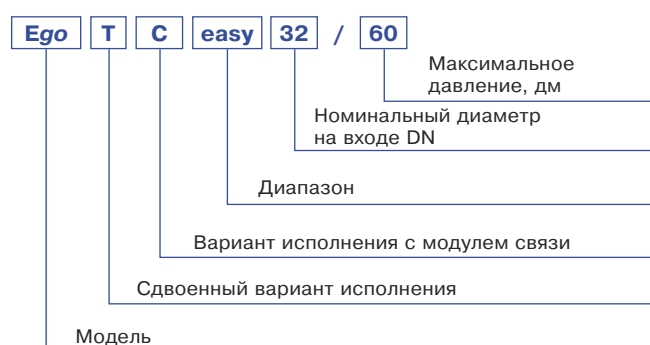 Ego T C easy 32 / 60
Максимальное
давление, дм
Номинальный диаметр
на входе DN
Диапазон
Вариант исполнения с модулем связи
Сдвоенный вариант исполнения
Модель